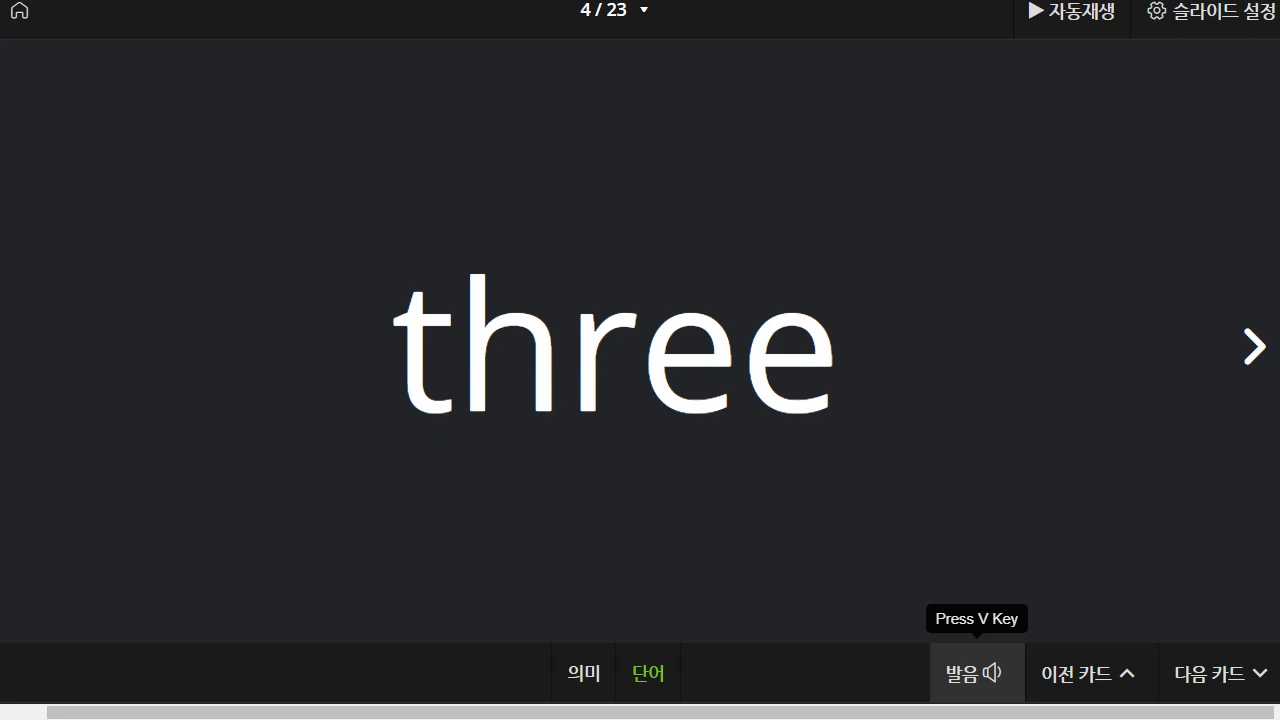 4 / 23
▶ 자동재생
슬라이드 설정
three
Press V Key
의미
단어
발음
이전 카드
다음 카드